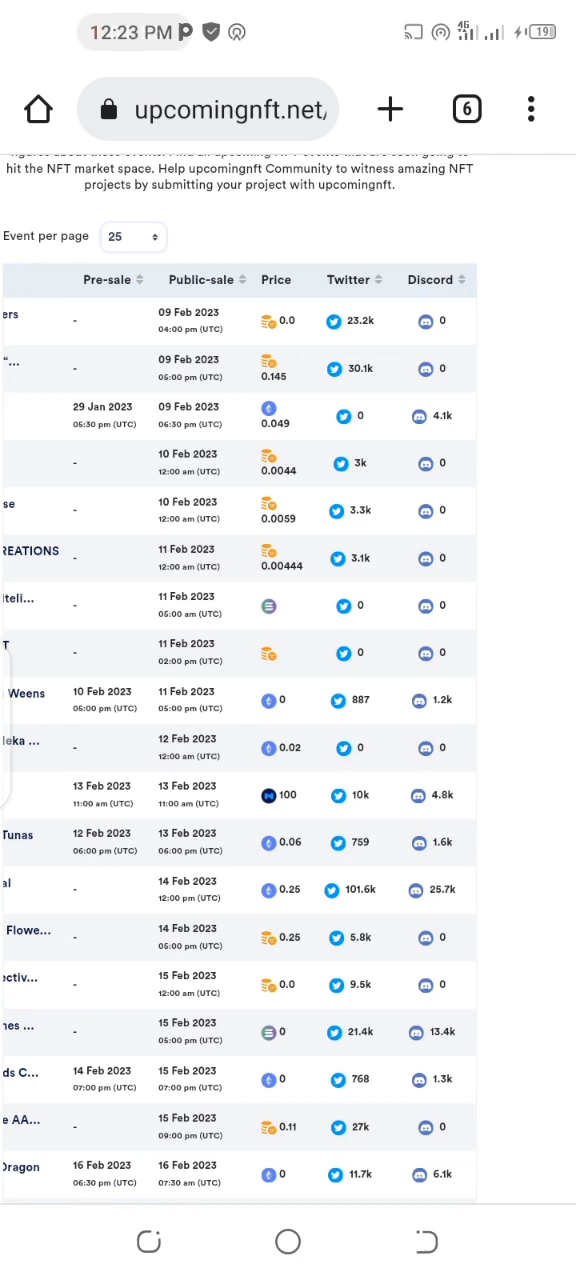 12:23 PM
4G
19
upcomingnft.net,
6
hit the NFT market space. Help upcomingnft Community to witness amazing NFT
projects by submitting your project with upcomingnft.
Event per page 25
Pre-sale Public-sale Price Twitter Discord
ers - 09 Feb 2023 04:00 pm (UTC) 0.0 23.2k 0
“... - 09 Feb 2023 05:00 pm (UTC) 0.145 30.1k 0
29 Jan 2023 05:30 pm (UTC) 09 Feb 2023 06:30 pm (UTC) 0.049 0 4.1k
- 10 Feb 2023 12:00 am (UTC) 0.0044 3k 0
se - 10 Feb 2023 12:00 am (UTC) 0.0059 3.3k 0
REATIONS - 11 Feb 2023 12:00 am (UTC) 0.00444 3.1k 0
iteli... - 11 Feb 2023 05:00 am (UTC) 0 0
T - 11 Feb 2023 02:00 pm (UTC) 0 0
Weens 10 Feb 2023 05:00 pm (UTC) 11 Feb 2023 05:00 pm (UTC) 0 887 1.2k
leka ... - 12 Feb 2023 12:00 am (UTC) 0.02 0 0
13 Feb 2023 11:00 am (UTC) 13 Feb 2023 11:00 am (UTC) 100 10k 4.8k
Tunas 12 Feb 2023 06:00 pm (UTC) 13 Feb 2023 06:00 pm (UTC) 0.06 759 1.6k
al - 14 Feb 2023 12:00 pm (UTC) 0.25 101.6k 25.7k
Flowe... - 14 Feb 2023 05:00 pm (UTC) 0.25 5.8k 0
ectiv... - 15 Feb 2023 12:00 am (UTC) 0.0 9.5k 0
nes ... - 15 Feb 2023 05:00 pm (UTC) 0 21.4k 13.4k
ds C... 14 Feb 2023 07:00 pm (UTC) 15 Feb 2023 07:00 pm (UTC) 0 768 1.3k
e AA... - 15 Feb 2023 09:00 pm (UTC) 0.11 27k 0
Dragon 16 Feb 2023 06:30 pm (UTC) 16 Feb 2023 07:30 am (UTC) 0 11.7k 6.1k